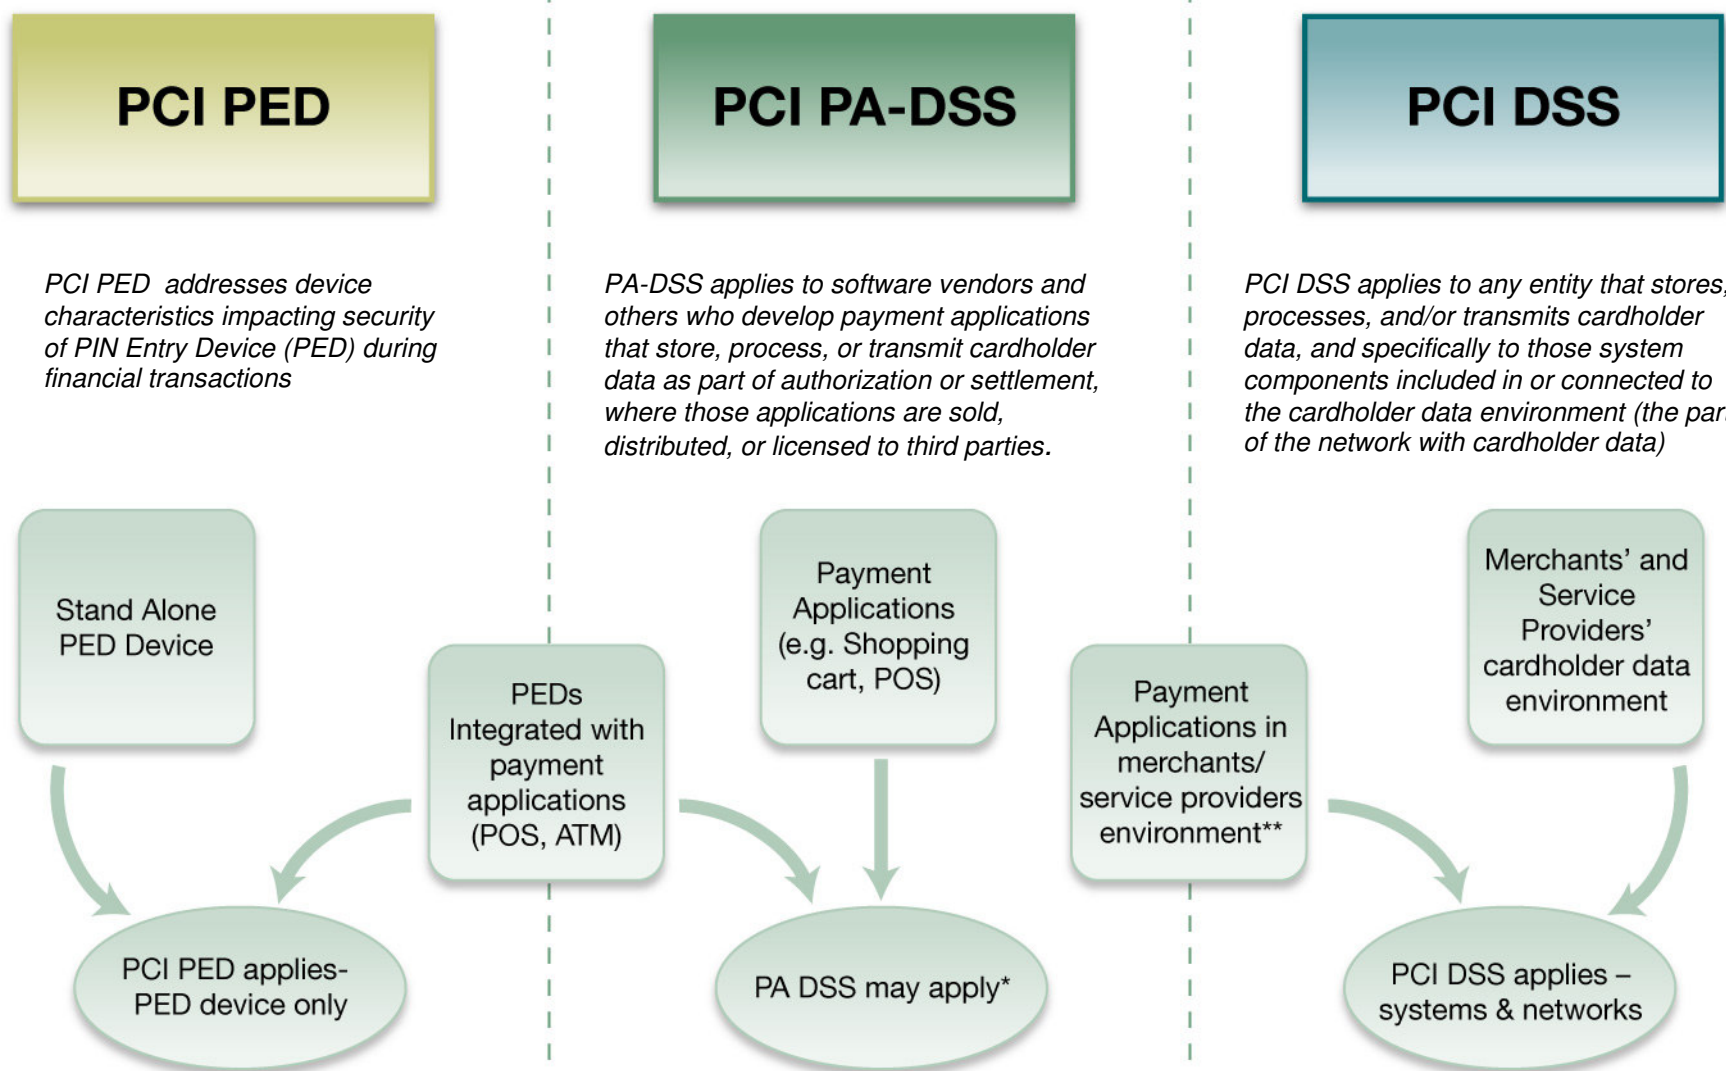 PCI PED
PCI PA-DSS
PCI DSS
PCI PED addresses device
characteristics impacting security
of PIN Entry Device (PED) during
financial transactions
PA-DSS applies to software vendors and
others who develop payment applications
that store, process, or transmit cardholder
data as part of authorization or settlement,
where those applications are sold,
distributed, or licensed to third parties.
PCI DSS applies to any entity that stores,
processes, and/or transmits cardholder
data, and specifically to those system
components included in or connected to
the cardholder data environment (the part
of the network with cardholder data)
Stand Alone
PED Device
PEDs
Integrated with
payment
applications
(POS, ATM)
Payment
Applications
(e.g. Shopping
cart, POS)
Payment
Applications in
merchants/
service providers
environment**
Merchants' and
Service
Providers'
cardholder data
environment
PCI PED applies-
PED device only
PA DSS may apply*
PCI DSS applies –
systems & networks